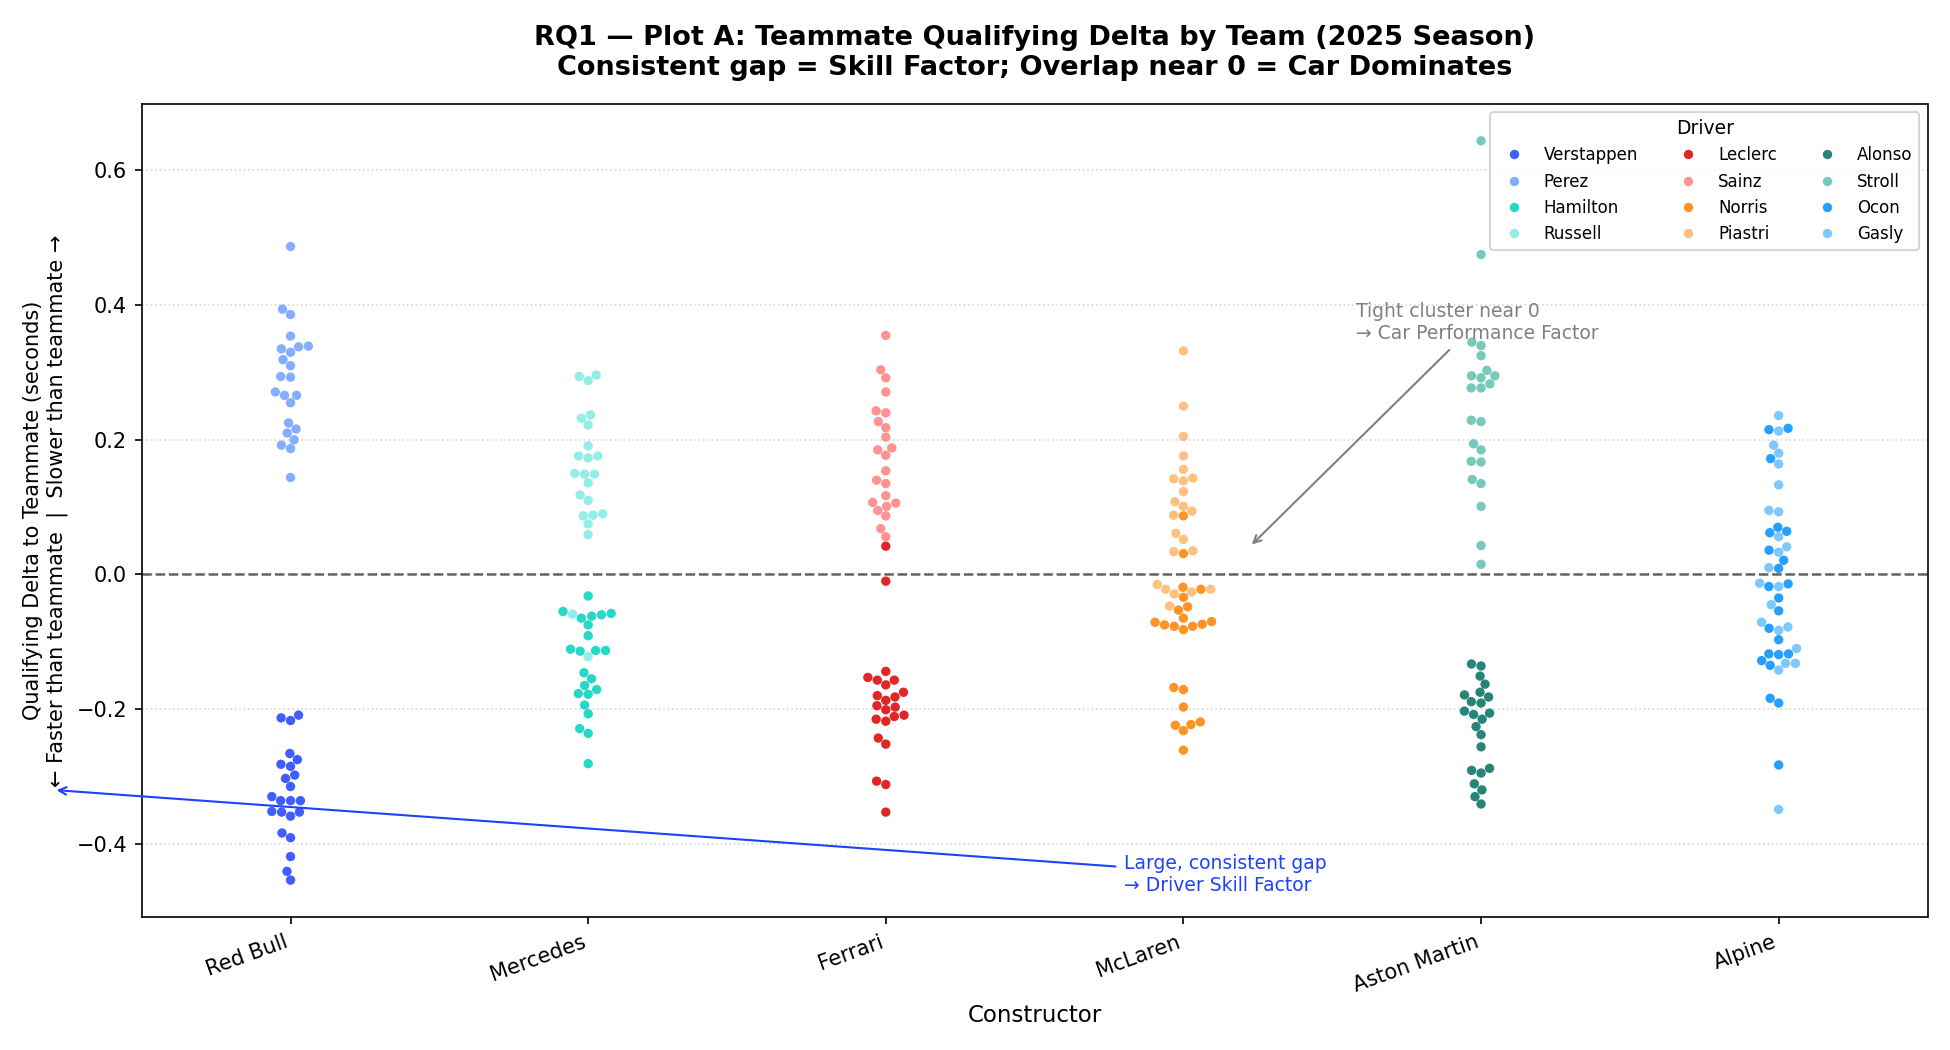 RQ1 — Plot A: Teammate Qualifying Delta by Team (2025 Season)
Consistent gap = Skill Factor; Overlap near 0 = Car Dominates
Qualifying Delta to Teammate (seconds)
← Faster than teammate | Slower than teammate →
0.6
0.4
0.2
0.0
−0.2
−0.4
Driver
Verstappen
Perez
Hamilton
Russell
Leclerc
Sainz
Norris
Piastri
Alonso
Stroll
Ocon
Gasly
Tight cluster near 0
→ Car Performance Factor
Large, consistent gap
→ Driver Skill Factor
Red Bull
Mercedes
Ferrari
McLaren
Aston Martin
Alpine
Constructor